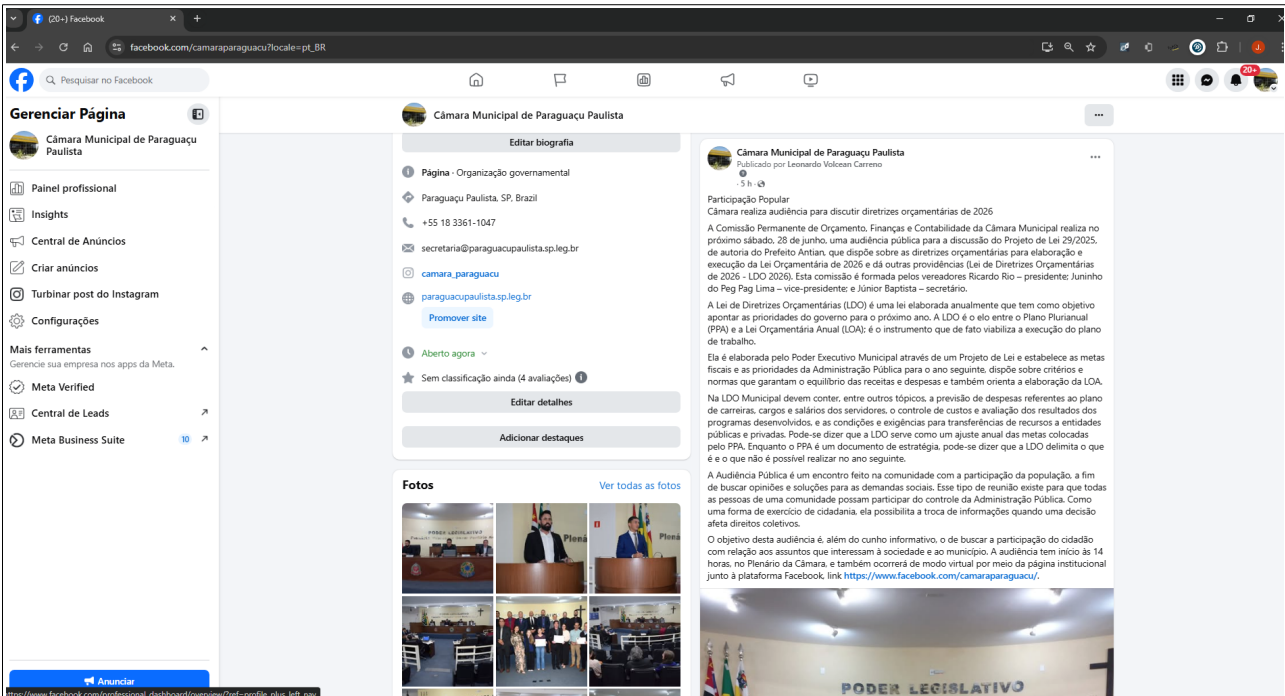 (20+) Facebook
facebook.com/camaraparaguacu?locale=pt_BR
Pesquisar no Facebook
20+
Gerenciar Página
Câmara Municipal de Paraguaçu
Paulista
Painel profissional
Insights
Central de Anúncios
Criar anúncios
Turbinar post do Instagram
Configurações
Mais ferramentas
Gerencie sua empresa nos apps da Meta.
Meta Verified
Central de Leads
Meta Business Suite 10
Anunciar
https://www.facebook.com/professional_dashboard/overview/?ref=profile_plus_left_nav
Câmara Municipal de Paraguaçu Paulista
Editar biografia
Página · Organização governamental
Paraguaçu Paulista, SP, Brazil
+55 18 3361-1047
secretaria@paraguacupaulista.sp.leg.br
camara_paraguacu
paraguacupaulista.sp.leg.br
Promover site
Aberto agora
Sem classificação ainda (4 avaliações)
Editar detalhes
Adicionar destaques
Fotos
Ver todas as fotos
PODER LEGISLATIVO
Plená
Plená
Câmara Municipal de Paraguaçu Paulista
Publicado por Leonardo Volcean Carreno
· 5 h ·
Participação Popular
Câmara realiza audiência para discutir diretrizes orçamentárias de 2026
A Comissão Permanente de Orçamento, Finanças e Contabilidade da Câmara Municipal realiza no
próximo sábado, 28 de junho, uma audiência pública para a discussão do Projeto de Lei 29/2025,
de autoria do Prefeito Antian, que dispõe sobre as diretrizes orçamentárias para elaboração e
execução da Lei Orçamentária de 2026 e dá outras providências (Lei de Diretrizes Orçamentárias
de 2026 - LDO 2026). Esta comissão é formada pelos vereadores Ricardo Rio – presidente; Juninho
do Peg Pag Lima – vice-presidente; e Júnior Baptista – secretário.
A Lei de Diretrizes Orçamentárias (LDO) é uma lei elaborada anualmente que tem como objetivo
apontar as prioridades do governo para o próximo ano. A LDO é o elo entre o Plano Plurianual
(PPA) e a Lei Orçamentária Anual (LOA): é o instrumento que de fato viabiliza a execução do plano
de trabalho.
Ela é elaborada pelo Poder Executivo Municipal através de um Projeto de Lei e estabelece as metas
fiscais e as prioridades da Administração Pública para o ano seguinte, dispõe sobre critérios e
normas que garantam o equilíbrio das receitas e despesas e também orienta a elaboração da LOA.
Na LDO Municipal devem conter, entre outros tópicos, a previsão de despesas referentes ao plano
de carreiras, cargos e salários dos servidores, o controle de custos e avaliação dos resultados dos
programas desenvolvidos, e as condições e exigências para transferências de recursos a entidades
públicas e privadas. Pode-se dizer que a LDO serve como um ajuste anual das metas colocadas
pelo PPA. Enquanto o PPA é um documento de estratégia, pode-se dizer que a LDO delimita o que
é e o que não é possível realizar no ano seguinte.
A Audiência Pública é um encontro feito na comunidade com a participação da população, a fim
de buscar opiniões e soluções para as demandas sociais. Esse tipo de reunião existe para que todas
as pessoas de uma comunidade possam participar do controle da Administração Pública. Como
uma forma de exercício de cidadania, ela possibilita a troca de informações quando uma decisão
afeta direitos coletivos.
O objetivo desta audiência é, além do cunho informativo, o de buscar a participação do cidadão
com relação aos assuntos que interessam à sociedade e ao município. A audiência tem início às 14
horas, no Plenário da Câmara, e também ocorrerá de modo virtual por meio da página institucional
junto à plataforma Facebook, link https://www.facebook.com/camaraparaguacu/.
PODER LEGISLATIVO